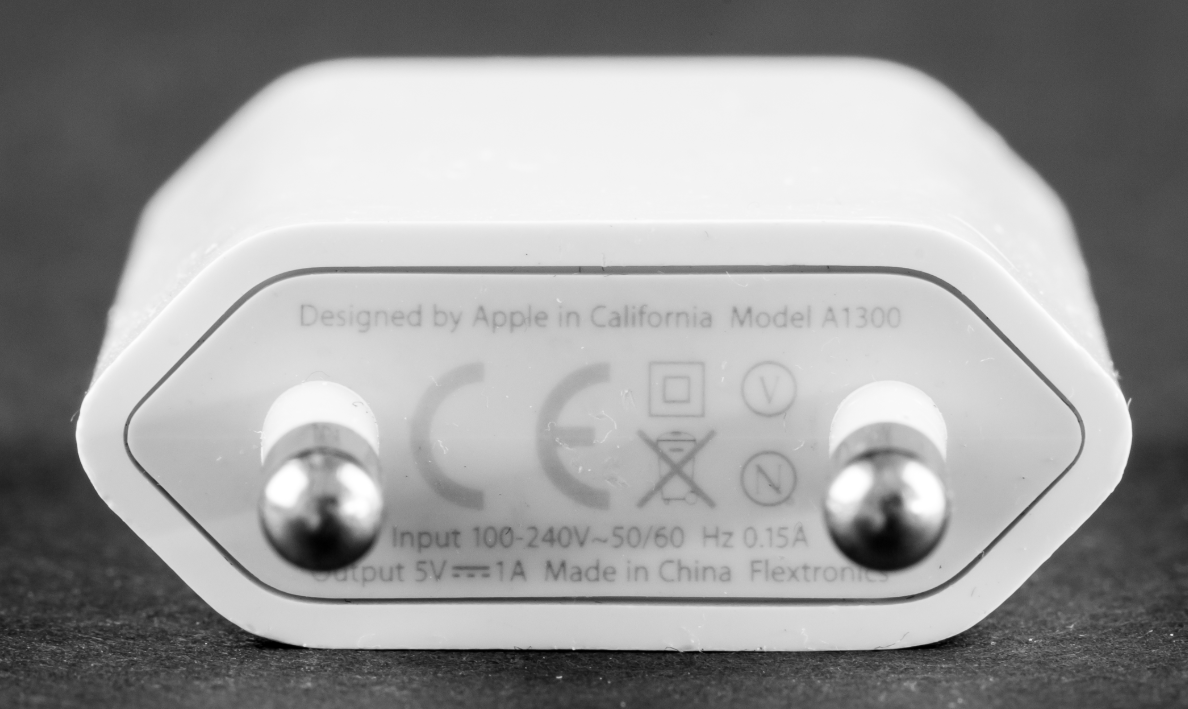 Designed by Apple in California Model A1300
CE
V
N
Input 100-240V~50/60 Hz 0.15A
Output 5V⎓1A Made in China Flextronics